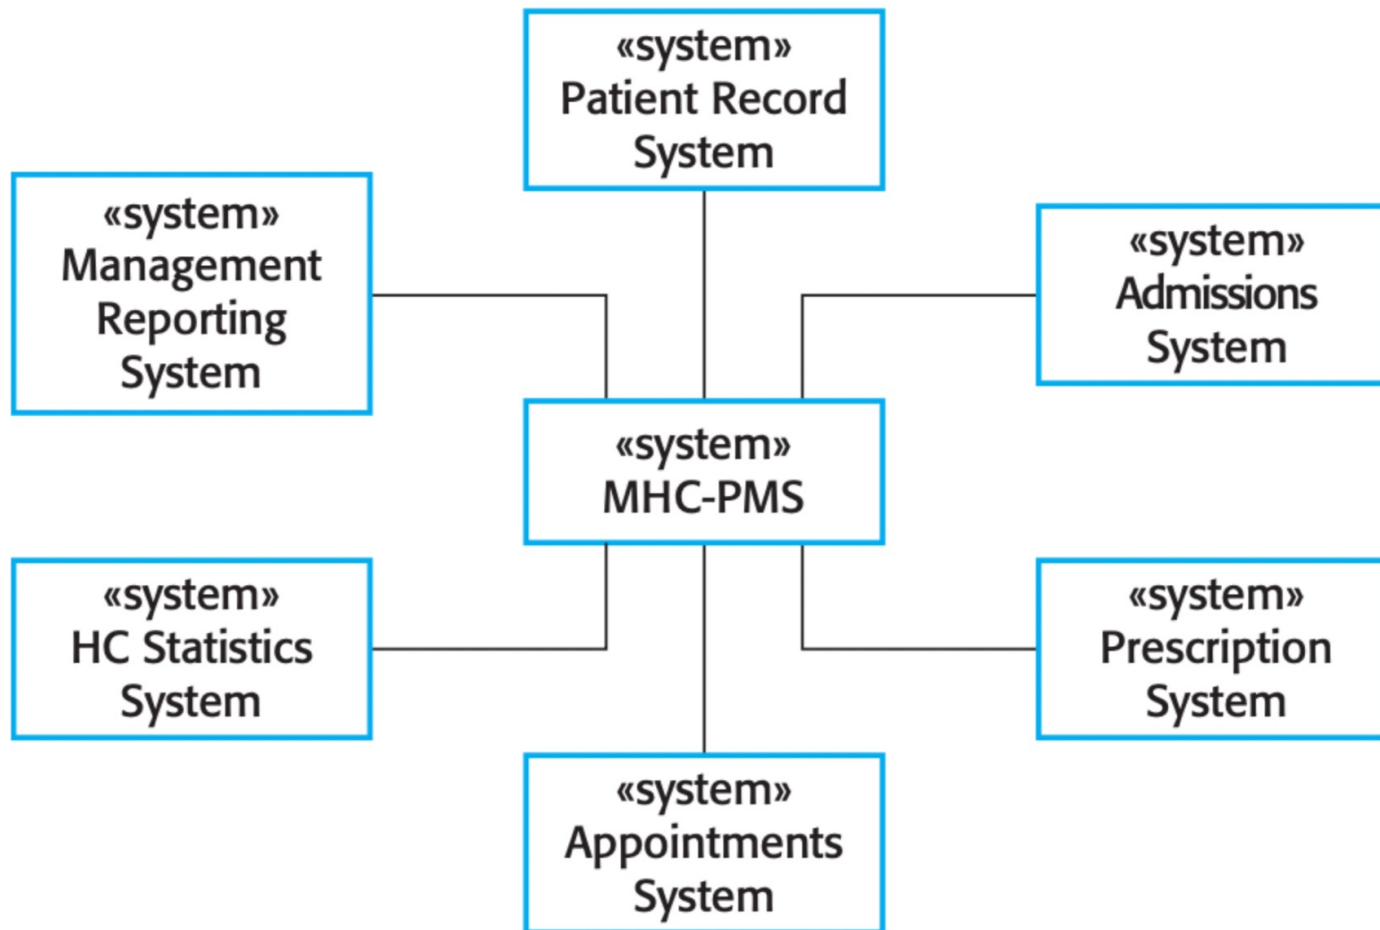 «system»
Patient Record
System
«system»
Management
Reporting
System
«system»
Admissions
System
«system»
MHC-PMS
«system»
HC Statistics
System
«system»
Prescription
System
«system»
Appointments
System